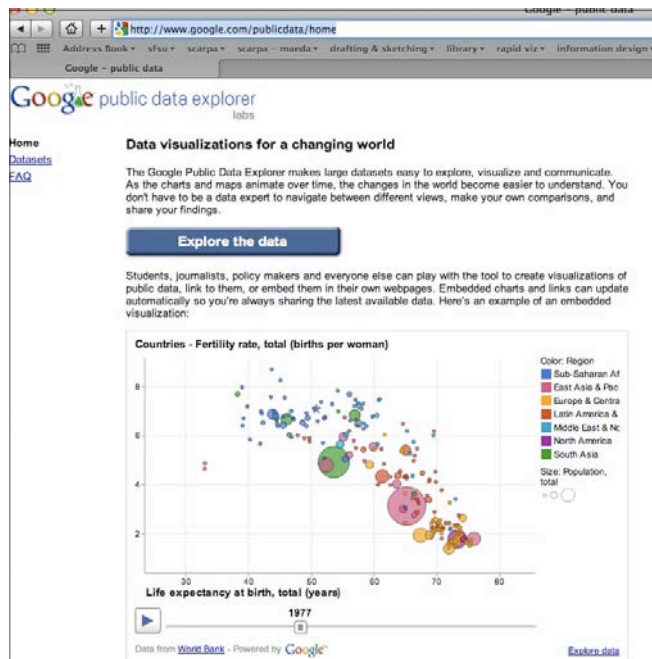 Google - public data
http://www.google.com/publicdata/home
Address Book sfsu scarpa scarpa - maeda drafting & sketching library rapid viz information design
Google - public data
Google public data explorer
labs
Home
Datasets
FAQ
Data visualizations for a changing world
The Google Public Data Explorer makes large datasets easy to explore, visualize and communicate.
As the charts and maps animate over time, the changes in the world become easier to understand. You
don't have to be a data expert to navigate between different views, make your own comparisons, and
share your findings.
Explore the data
Students, journalists, policy makers and everyone else can play with the tool to create visualizations of
public data, link to them, or embed them in their own webpages. Embedded charts and links can update
automatically so you're always sharing the latest available data. Here's an example of an embedded
visualization:
Countries - Fertility rate, total (births per woman)
Color: Region
Sub-Saharan Af
East Asia & Pac
Europe & Centra
Latin America &
Middle East & Nc
North America
South Asia
Size: Population,
total
8
6
4
2
30 40 50 60 70 80
Life expectancy at birth, total (years)
1977
Data from World Bank - Powered by Google
Explore data